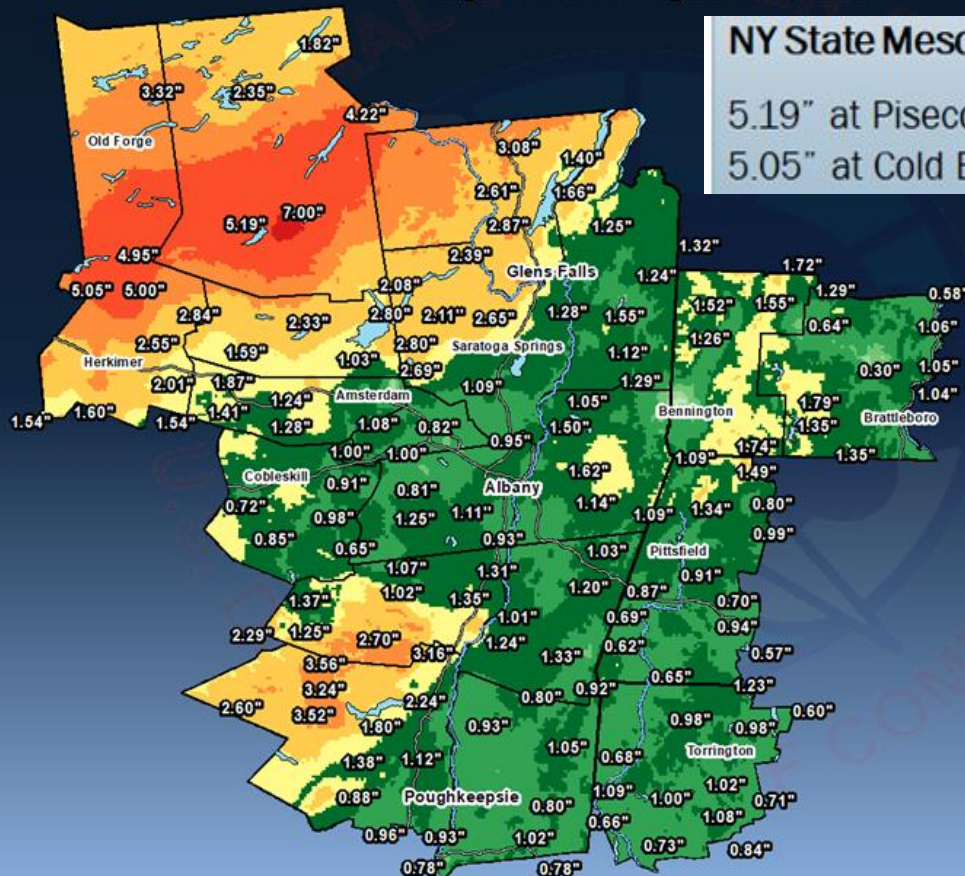 NY State
5.19" at
5.05" at Cold
1.82"
3.32" 2.35"
4.22"
Old Forge
3.08"
1.40"
2.61" 1.66"
7.00"
5.19" 2.87" 1.25"
1.32"
4.95" 2.39"
Glens Falls 1.24" 1.72"
5.05" 5.00" 2.08" 1.29" 0.58"
2.84" 2.80" 2.11" 2.65" 1.28" 1.55" 1.52" 1.55"
2.33" 0.64" 1.06"
2.55" 1.59" 1.03" 2.80" Saratoga Springs 1.12" 1.26"
Herkimer 2.69" 0.30" 1.05"
2.01" 1.87" 1.09" 1.29"
1.24" Amsterdam 1.05" 1.79" 1.04"
1.54" 1.60" 1.54" 1.41" Bennington 1.35" Brattleboro
1.28" 1.08" 0.82" 0.95" 1.50"
1.00" 1.00" 1.09" 1.74" 1.35"
Cobleskill 0.91" 0.81" Albany 1.62" 1.49"
0.72" 1.14" 1.09" 1.34" 0.80"
0.98" 1.25" 1.11"
0.85" 0.65" 0.93" 1.03" Pittsfield 0.99"
1.07" 1.31" 0.91"
1.37" 1.02" 1.35" 1.20" 0.87" 0.70"
1.01" 0.69"
2.29" 1.25" 2.70" 1.24" 0.94"
3.16" 1.33" 0.62" 0.57"
3.56" 0.65"
3.24" 0.80" 0.92" 1.23"
2.60" 3.52" 2.24" 0.60"
1.80" 0.93" 0.98" 0.98"
1.05" 0.68" Torrington
1.38" 1.12"
0.88" Poughkeepsie 0.80" 1.09" 1.00" 1.02" 0.71"
0.66" 1.08"
0.96" 0.93" 1.02" 0.73" 0.84"
0.78" 0.78"